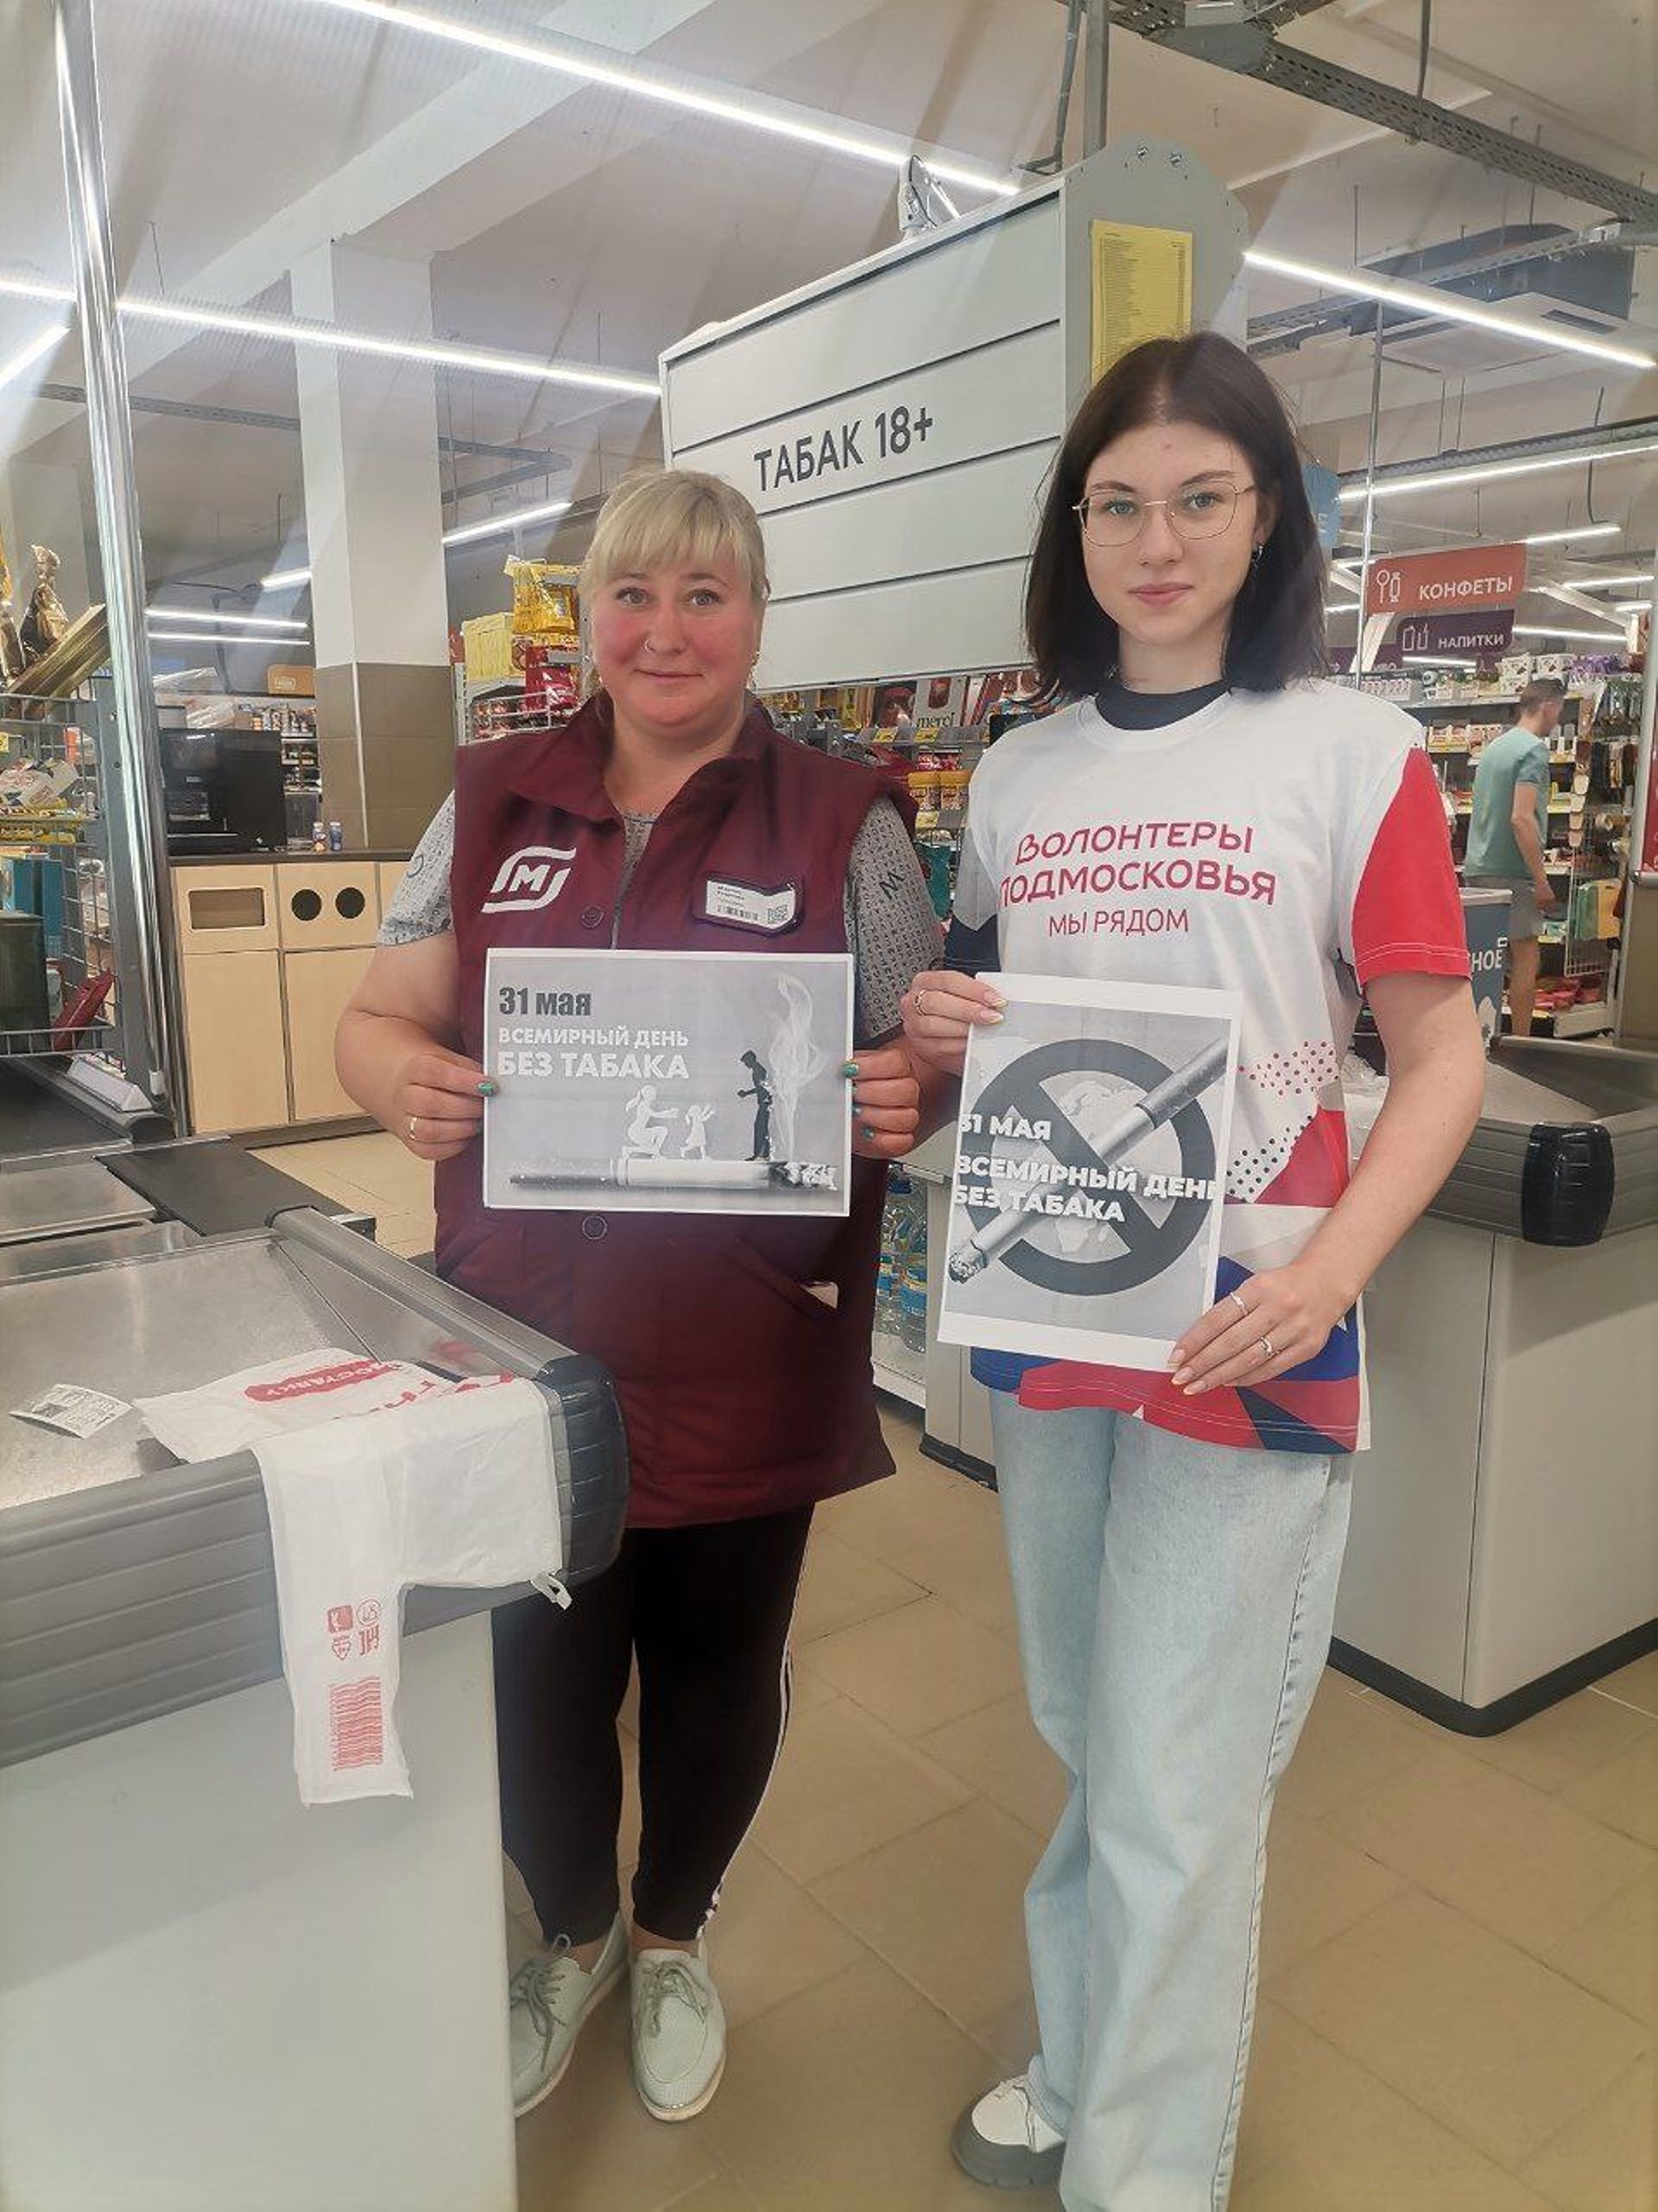 ТАБАК 18+
КОНФЕТЫ
НАПИТКИ
merci
М
ВОЛОНТЕРЫ
ПОДМОСКОВЬЯ
МЫ РЯДОМ
31 мая
ВСЕМИРНЫЙ ДЕНЬ
БЕЗ ТАБАКА
31 МАЯ
ВСЕМИРНЫЙ ДЕНЬ
БЕЗ ТАБАКА